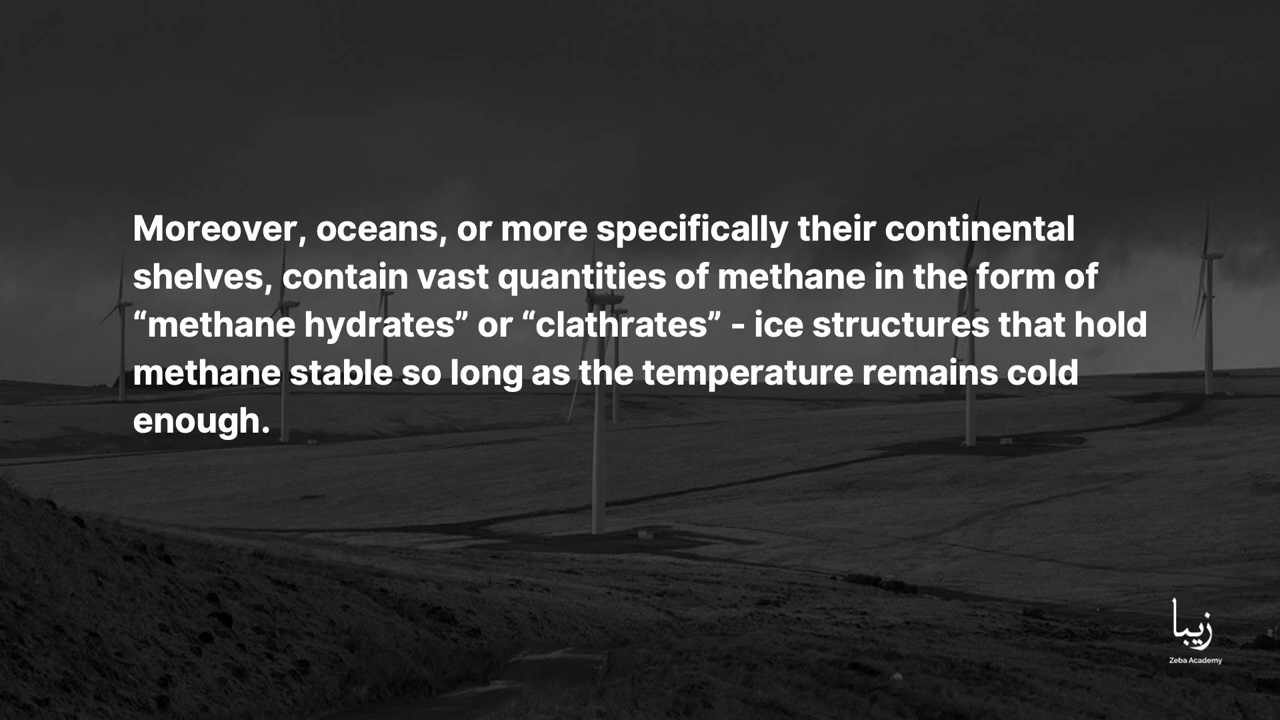 Moreover, oceans, or more specifically their continental
shelves, contain vast quantities of methane in the form of
“methane hydrates” or “clathrates” - ice structures that hold
methane stable so long as the temperature remains cold
enough.
زیبا
Zeba Academy